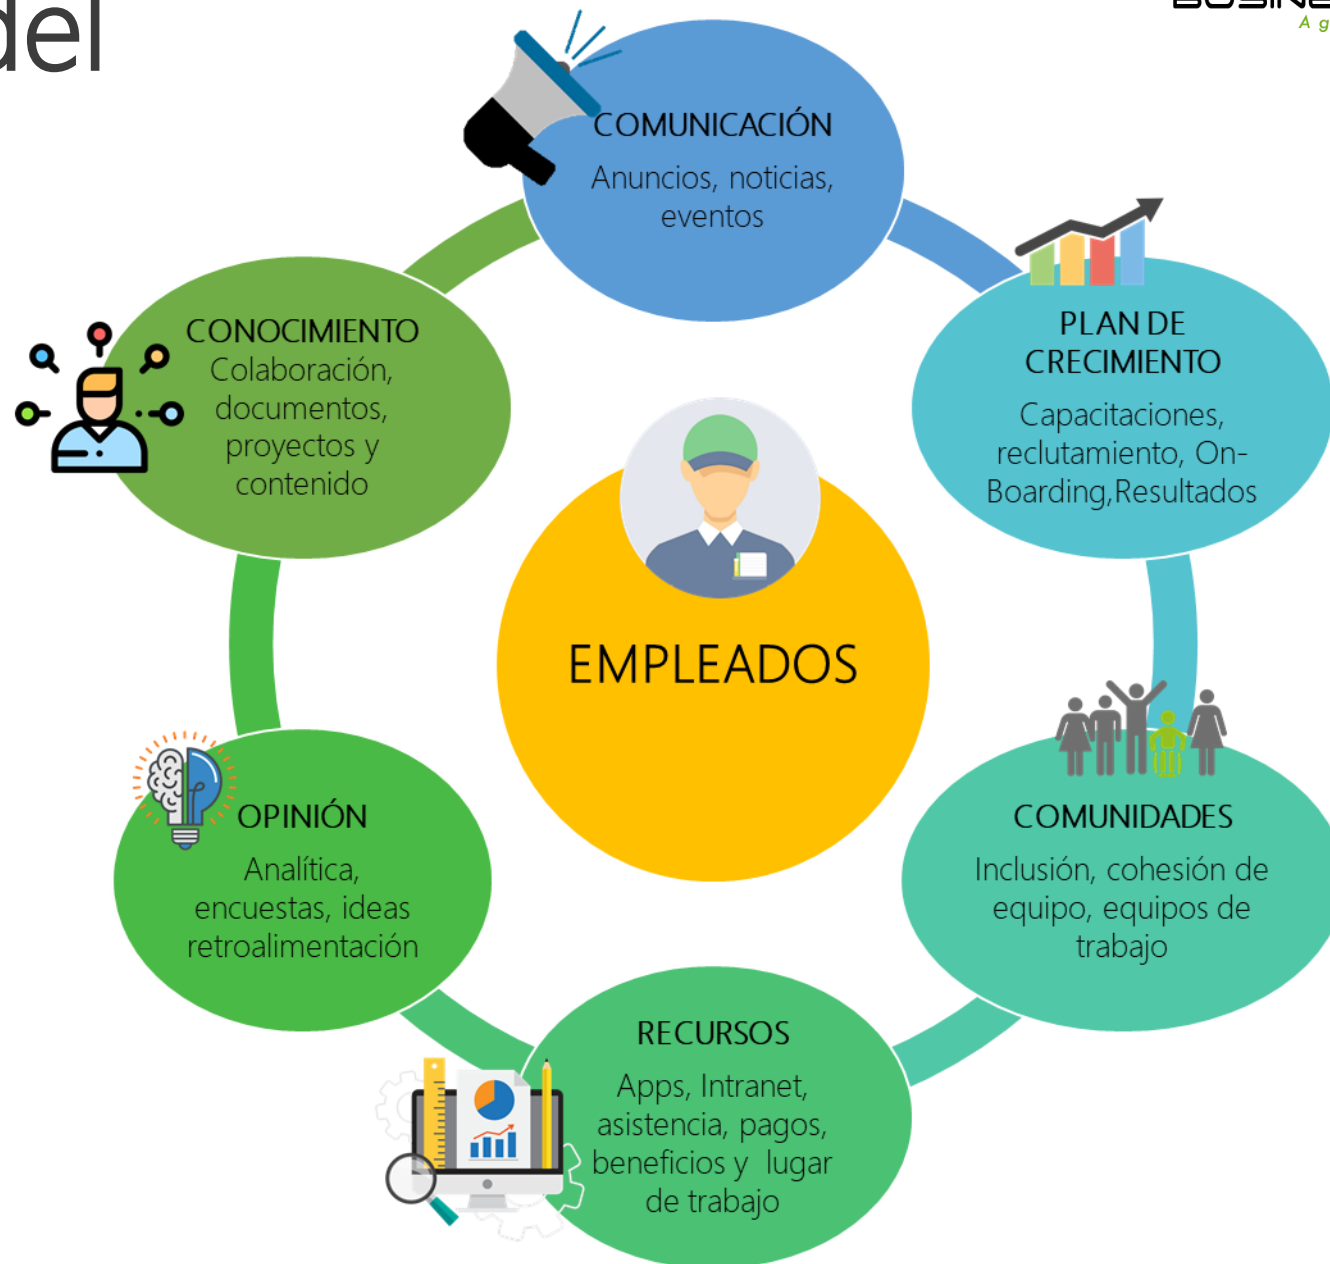 del
A g
COMUNICACIÓN
Anuncios, noticias,
eventos
PLAN DE
CRECIMIENTO
Capacitaciones,
reclutamiento, On-
Boarding,Resultados
COMUNIDADES
Inclusión, cohesión de
equipo, equipos de
trabajo
RECURSOS
Apps, Intranet,
asistencia, pagos,
beneficios y lugar
de trabajo
OPINIÓN
Analítica,
encuestas, ideas
retroalimentación
CONOCIMIENTO
Colaboración,
documentos,
proyectos y
contenido
EMPLEADOS